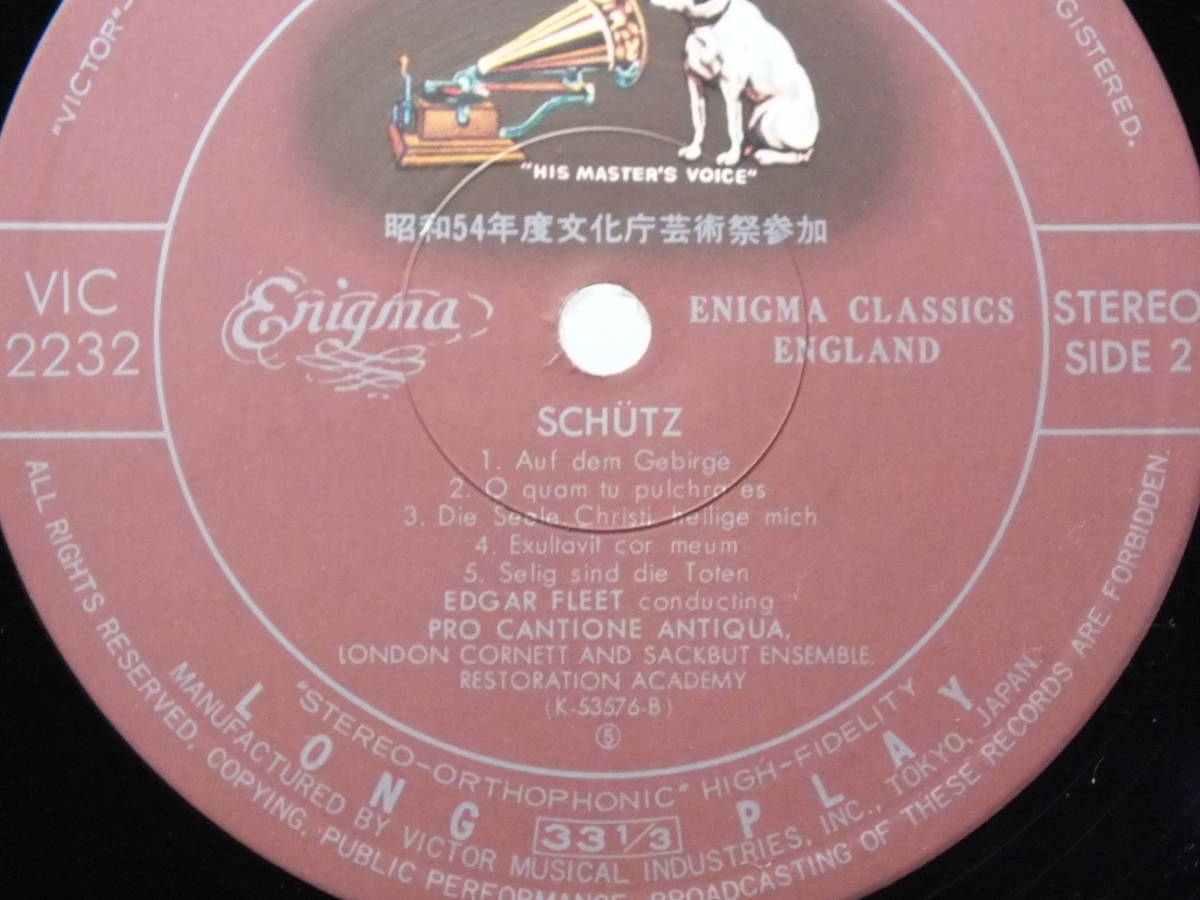 "VICTOR"
REGISTERED.
"HIS MASTER'S VOICE"
昭和54年度文化庁芸術祭参加
VIC
2232
Enigma
ENIGMA CLASSICS
ENGLAND
STEREO
SIDE 2
SCHÜTZ
1. Auf dem Gebirge
2. O quam tu pulchra es
3. Die Seele Christi heilige mich
4. Exultavit cor meum
5. Selig sind die Toten
EDGAR FLEET conducting
PRO CANTIONE ANTIQUA,
LONDON CORNETT AND SACKBUT ENSEMBLE,
RESTORATION ACADEMY
(K-53576-B)
⑤
"STEREO-ORTHOPHONIC" HIGH-FIDELITY
LONG PLAY
33 1/3
MANUFACTURED BY VICTOR MUSICAL INDUSTRIES, INC., TOKYO, JAPAN.
ALL RIGHTS RESERVED, COPYING, PUBLIC PERFORMANCE, BROADCASTING OF THESE RECORDS ARE FORBIDDEN.